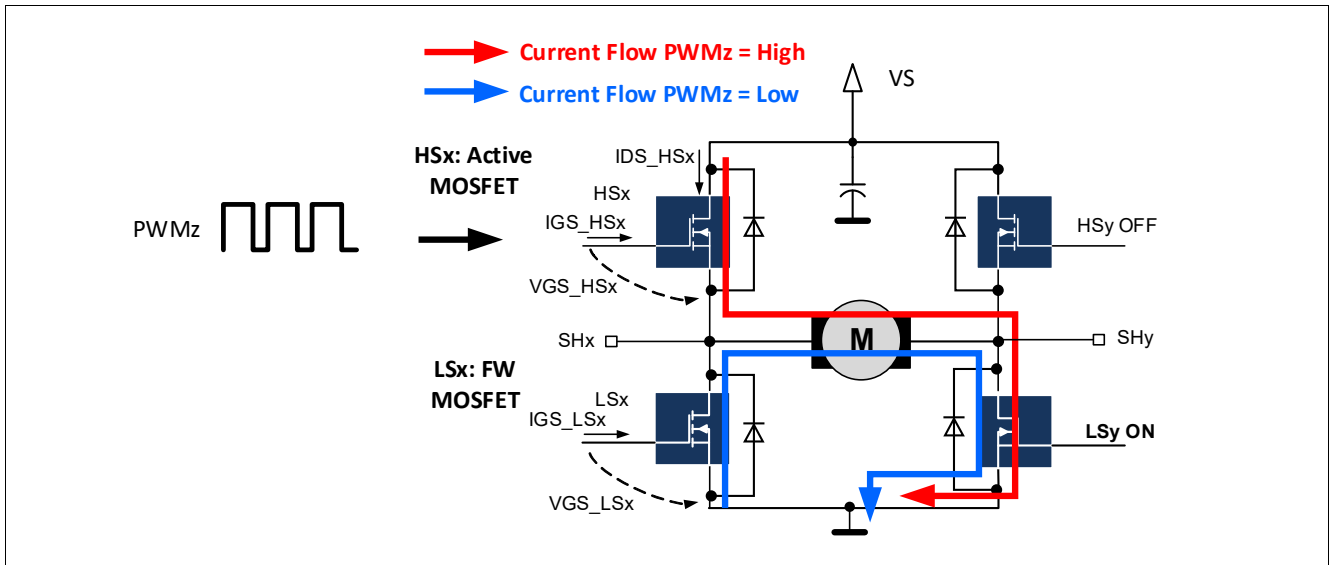 Current Flow PWMz = High
Current Flow PWMz = Low
VS
HSx: Active
MOSFET
IDS_HSx
HSx
PWMz
IGS_HSx
HSy OFF
VGS_HSx
SHx
M
SHy
LSx: FW
MOSFET
LSx
IGS_LSx
LSy ON
VGS_LSx